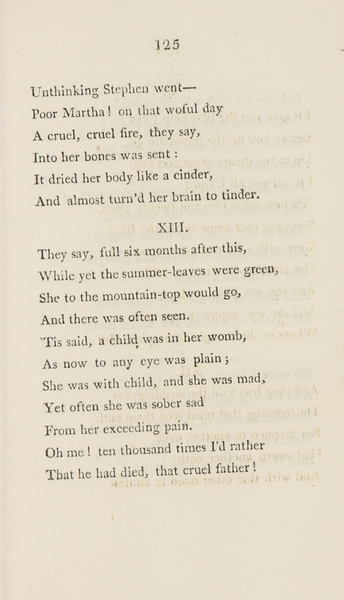 125
Unthinking Stephen went—
Poor Martha! on that woful day
A cruel, cruel fire, they say,
Into her bones was sent:
It dried her body like a cinder,
And almost turn'd her brain to tinder.
XIII.
They say, full six months after this,
While yet the summer-leaves were green,
She to the mountain-top would go,
And there was often seen.
'Tis said, a child was in her womb,
As now to any eye was plain;
She was with child, and she was mad,
Yet often she was sober sad
From her exceeding pain.
Oh me! ten thousand times I'd rather
That he had died, that cruel father!